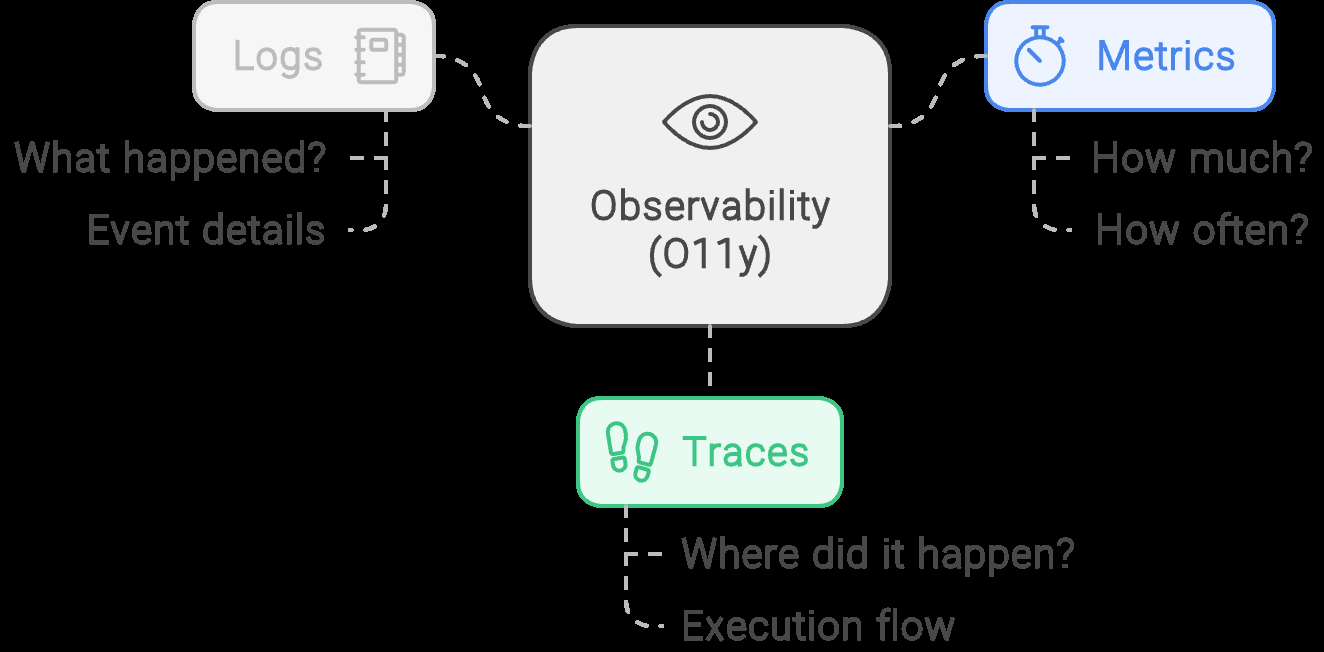 Logs
What happened?
Event details
Observability
(O11y)
Metrics
How much?
How often?
Traces
Where did it happen?
Execution flow